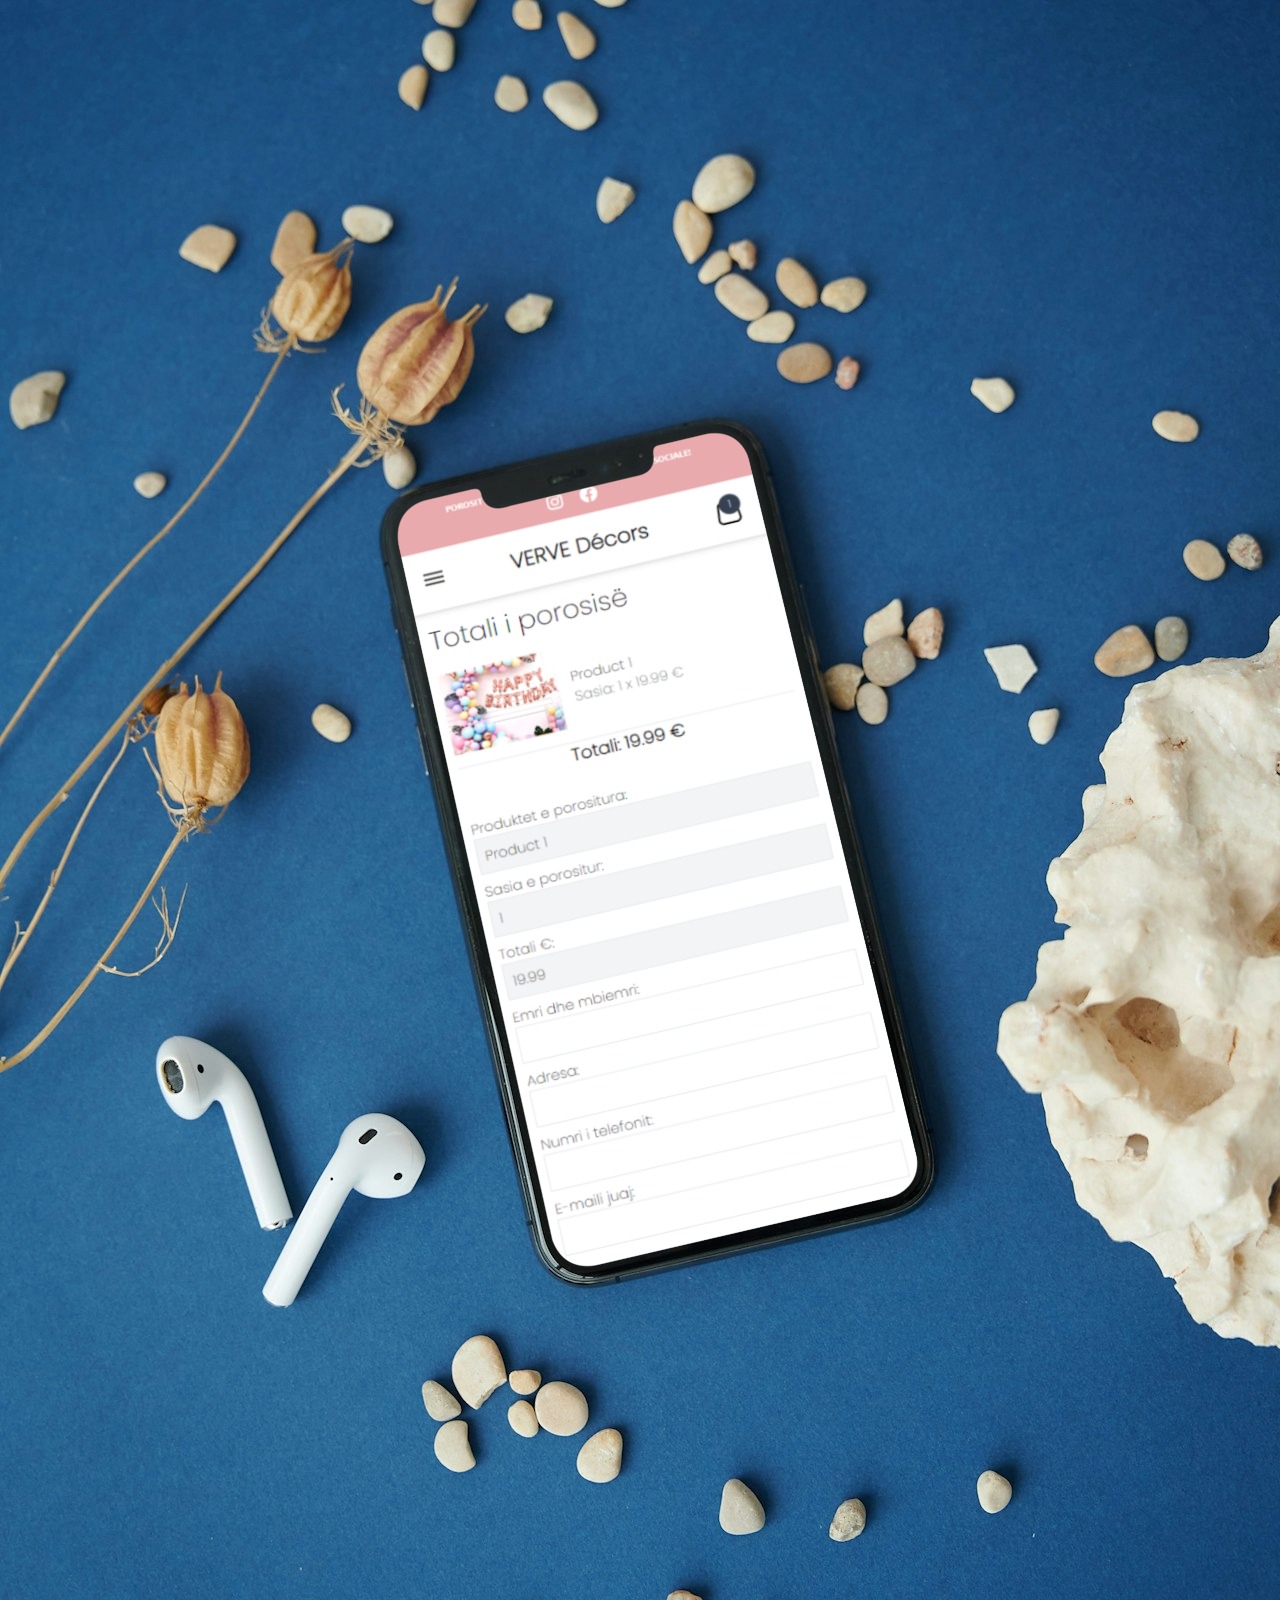 POROSIT
SOCIALE!
1
VERVE Décors
Totali i porosisë
HAPPY
BIRTHDAY
Product 1
Sasia: 1 x 19.99 €
Totali: 19.99 €
Produktet e porositura:
Product 1
Sasia e porositur:
1
Totali €:
19.99
Emri dhe mbiemri:
Adresa:
Numri i telefonit:
E-maili juaj: